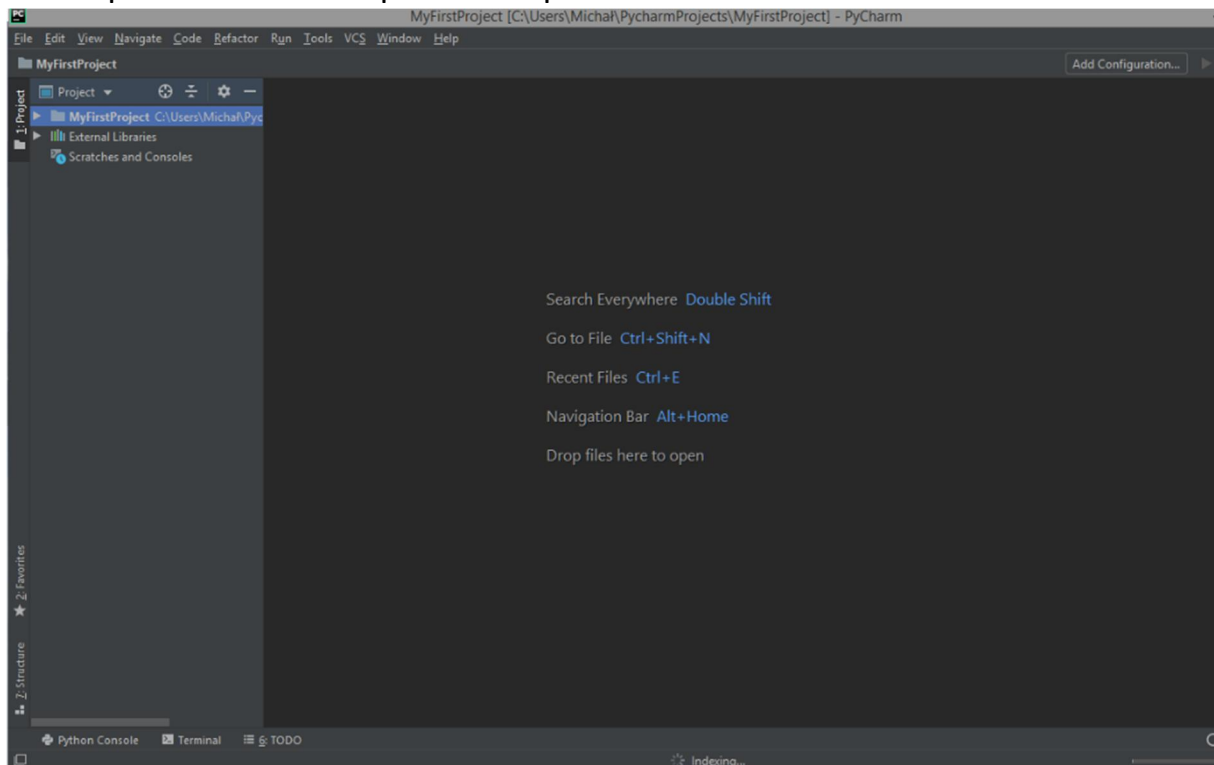 PC MyFirstProject [C:\Users\Michał\PycharmProjects\MyFirstProject] - PyCharm
File Edit View Navigate Code Refactor Run Tools VCS Window Help
MyFirstProject Add Configuration...
1: Project
Project
MyFirstProject C:\Users\Michał\Pyc
External Libraries
Scratches and Consoles
Search Everywhere Double Shift
Go to File Ctrl+Shift+N
Recent Files Ctrl+E
Navigation Bar Alt+Home
Drop files here to open
2: Favorites
7: Structure
Python Console Terminal 6: TODO
Indexing...